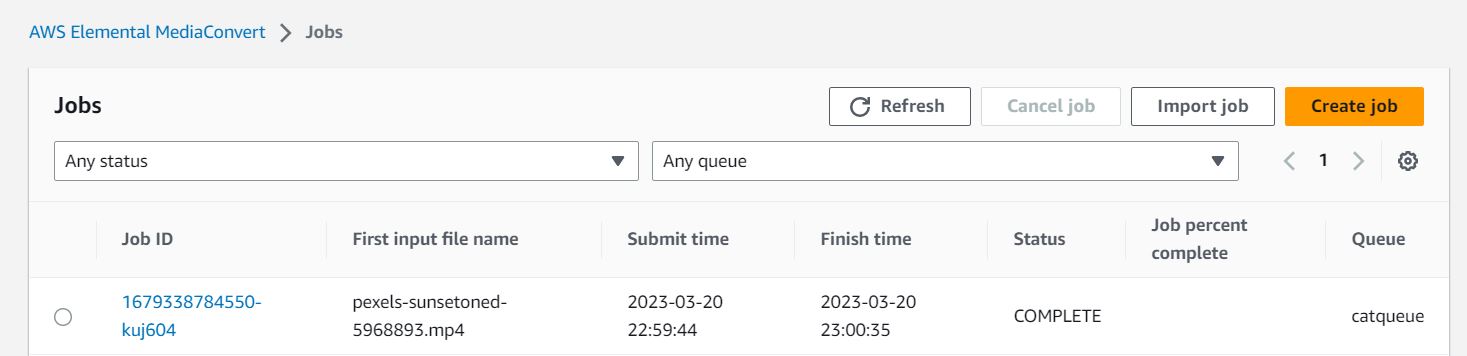 AWS Elemental MediaConvert > Jobs
Jobs
Refresh
Cancel job
Import job
Create job
Any status
Any queue
1
Job ID
First input file name
Submit time
Finish time
Status
Job percent
complete
Queue
1679338784550-
kuj604
pexels-sunsetoned-
5968893.mp4
2023-03-20
22:59:44
2023-03-20
23:00:35
COMPLETE
catqueue